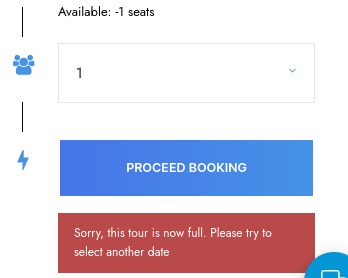 Available: -1 seats
1
PROCEED BOOKING
Sorry, this tour is now full. Please try to
select another date